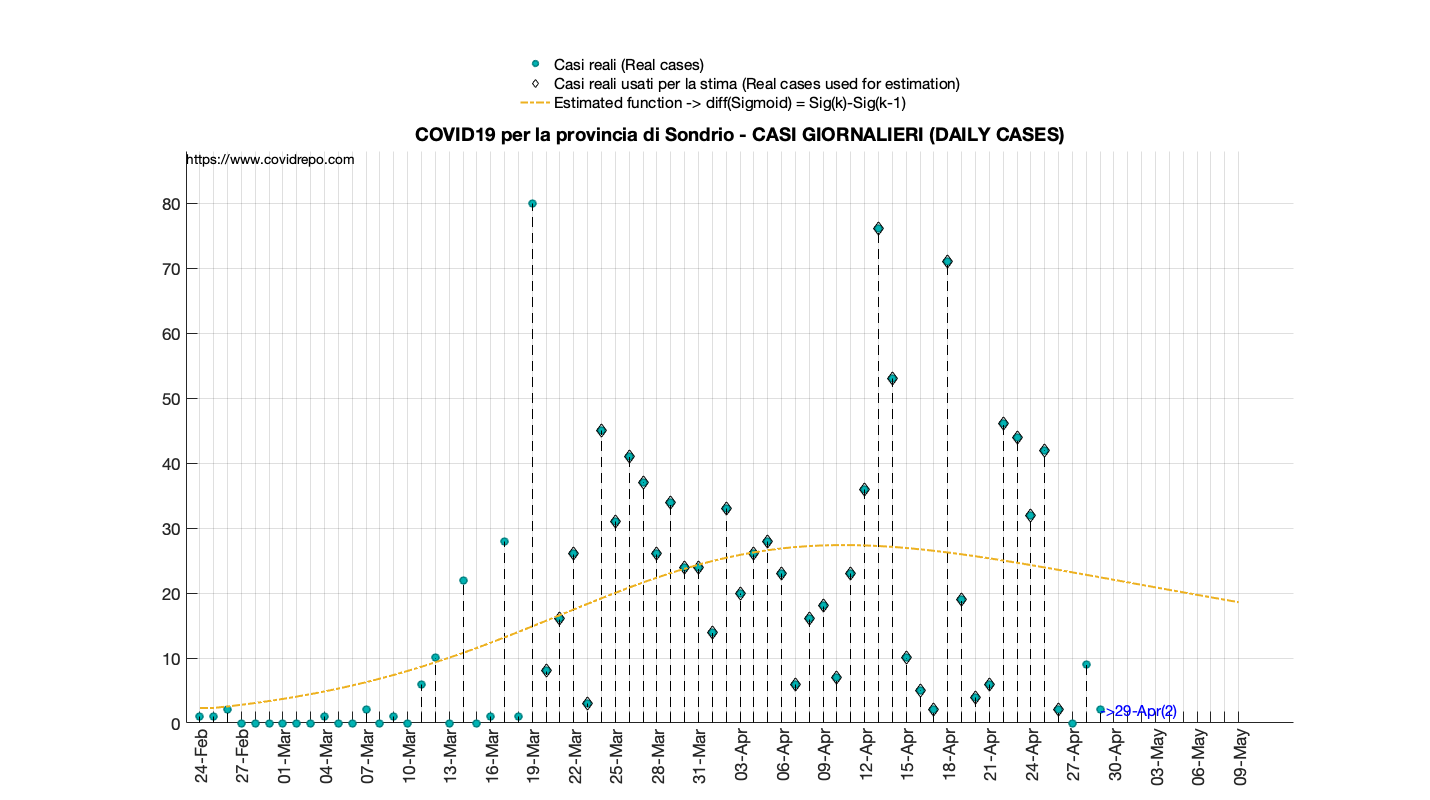 Casi reali (Real cases)
Casi reali usati per la stima (Real cases used for estimation)
Estimated function -> diff(Sigmoid) = Sig(k)-Sig(k-1)
COVID19 per la provincia di Sondrio - CASI GIORNALIERI (DAILY CASES)
https://www.covidrepo.com
80
70
60
50
40
30
20
10
0
->29-Apr(2)
24-Feb
27-Feb
01-Mar
04-Mar
07-Mar
10-Mar
13-Mar
16-Mar
19-Mar
22-Mar
25-Mar
28-Mar
31-Mar
03-Apr
06-Apr
09-Apr
12-Apr
15-Apr
18-Apr
21-Apr
24-Apr
27-Apr
30-Apr
03-May
06-May
09-May